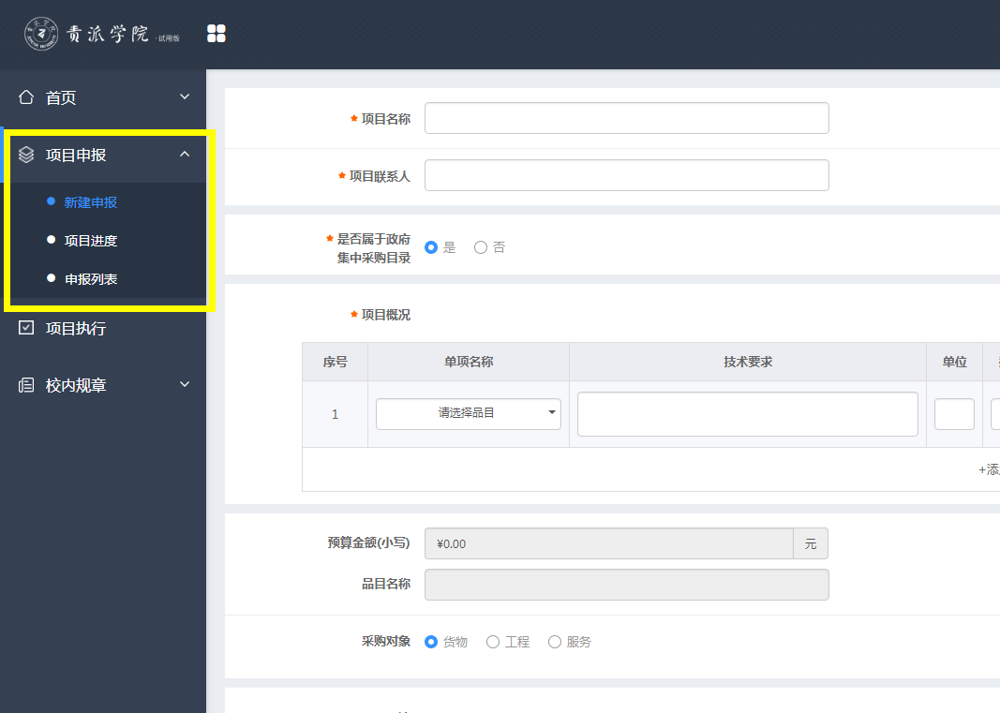 贵派学院 ·试用版
首页
项目申报
新建申报
项目进度
申报列表
项目执行
校内规章
* 项目名称
* 项目联系人
* 是否属于政府
集中采购目录
是 否
* 项目概况
序号 单项名称 技术要求 单位
1 请选择品目
+添
预算金额(小写) ¥0.00 元
品目名称
采购对象 货物 工程 服务